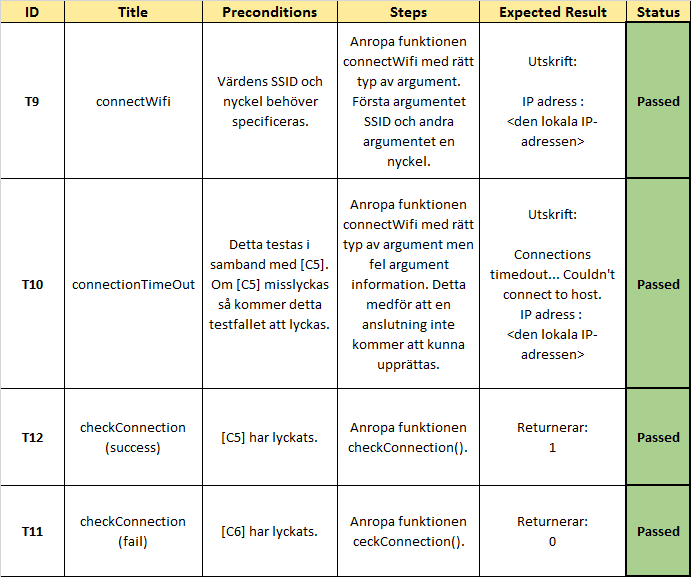 ID Title Preconditions Steps Expected Result Status
T9
connectWifi
Värdens SSID och
nyckel behöver
specificeras.
Anropa funktionen
connectWifi med rätt
typ av argument.
Första argumentet
SSID och andra
argumentet en
nyckel.
Utskrift:
IP adress :
<den lokala IP-
adressen>
Passed
T10
connectionTimeOut
Detta testas i
samband med [C5].
Om [C5] misslyckas
så kommer detta
testfallet att lyckas.
Anropa funktionen
connectWifi med rätt
typ av argument men
fel argument
information. Detta
medför att en
anslutning inte
kommer att kunna
upprättas.
Utskrift:
Connections
timedout... Couldn't
connect to host.
IP adress :
<den lokala IP-
adressen>
Passed
T12
checkConnection
(success)
[C5] har lyckats.
Anropa funktionen
checkConnection().
Returnerar:
1
Passed
T11
checkConnection
(fail)
[C6] har lyckats.
Anropa funktionen
ceckConnection().
Returnerar:
0
Passed